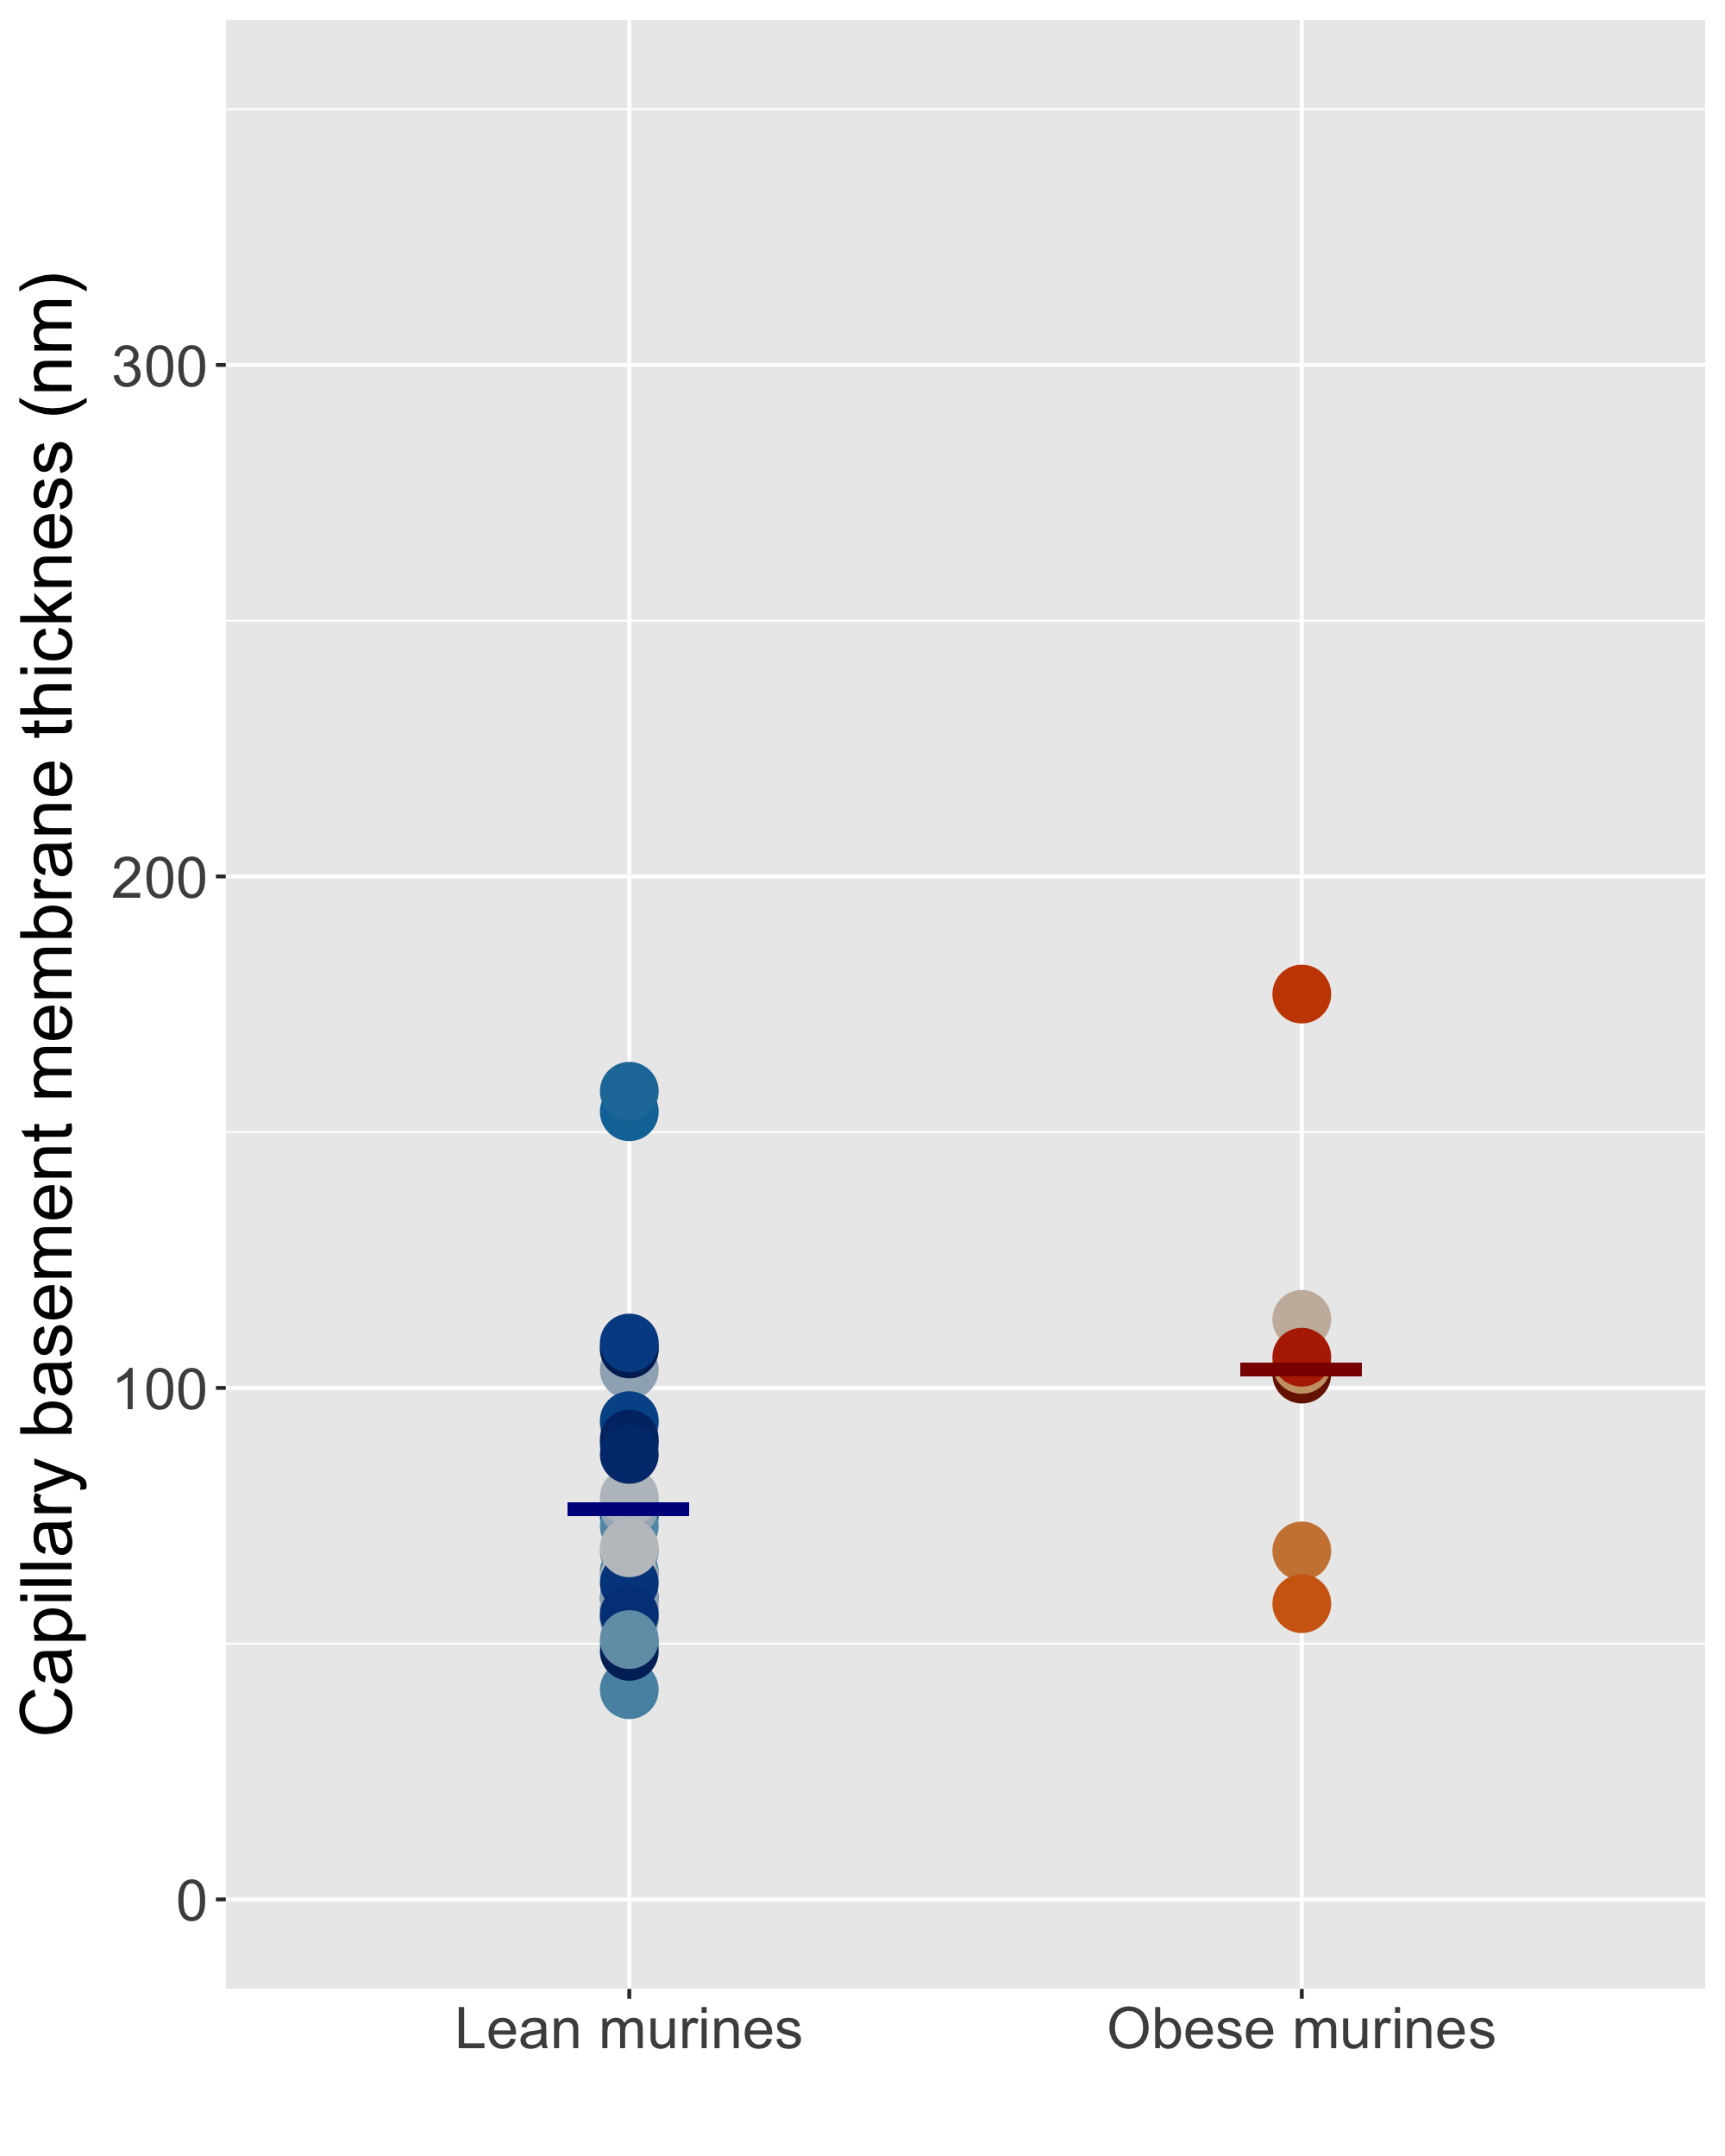 Capillary basement membrane thickness (nm)
300
200
100
0
Lean murines
Obese murines